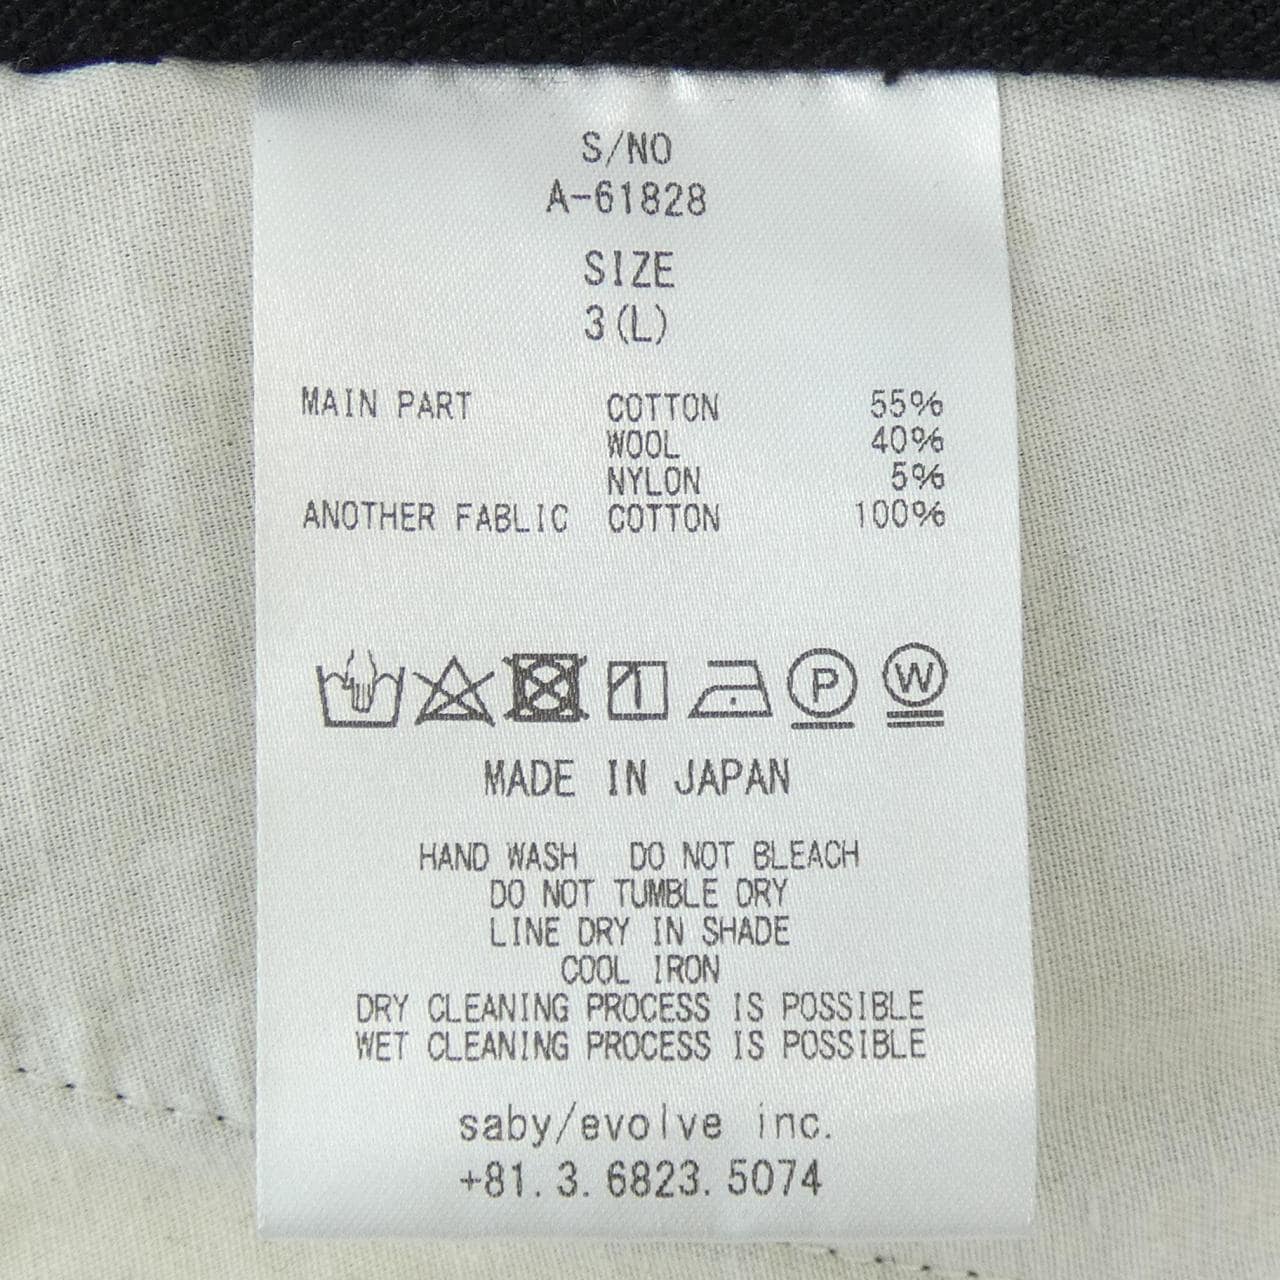 S/NO
A-61828
SIZE
3(L)
MAIN PART COTTON 55%
WOOL 40%
NYLON 5%
ANOTHER FABLIC COTTON 100%
P W
MADE IN JAPAN
HAND WASH DO NOT BLEACH
DO NOT TUMBLE DRY
LINE DRY IN SHADE
COOL IRON
DRY CLEANING PROCESS IS POSSIBLE
WET CLEANING PROCESS IS POSSIBLE
saby/evolve inc.
+81.3.6823.5074